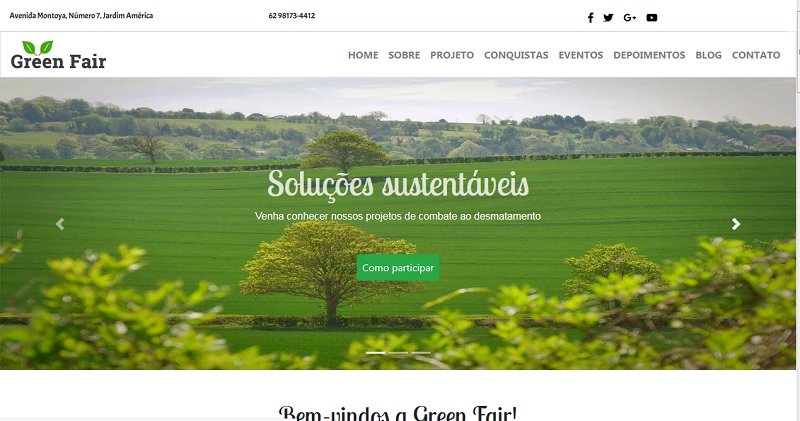 Avenida Montoya, Número 7, Jardim América
62 98173-4412
Green Fair
HOME SOBRE PROJETO CONQUISTAS EVENTOS DEPOIMENTOS BLOG CONTATO
Soluções sustentáveis
Venha conhecer nossos projetos de combate ao desmatamento
Como participar
Bem-vindos a Green Fair!